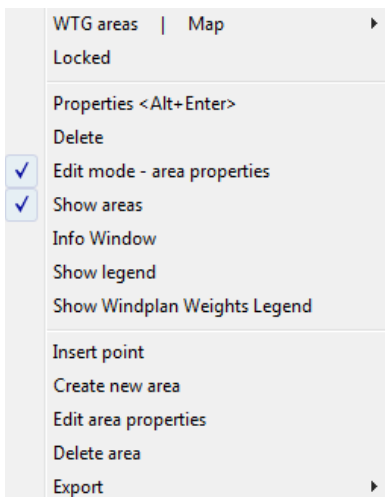 WTG areas | Map
Locked
Properties <Alt+Enter>
Delete
Edit mode - area properties
Show areas
Info Window
Show legend
Show Windplan Weights Legend
Insert point
Create new area
Edit area properties
Delete area
Export